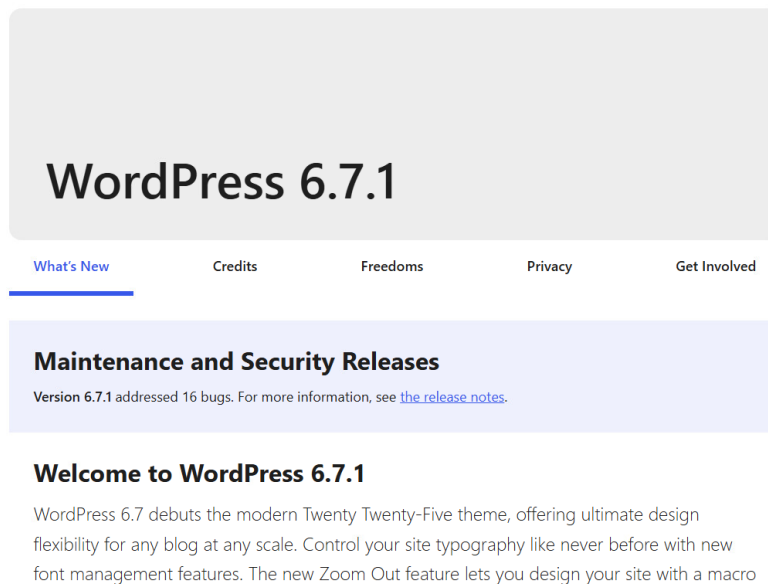 WordPress 6.7.1
What's New
Credits
Freedoms
Privacy
Get Involved
Maintenance and Security Releases
Version 6.7.1 addressed 16 bugs. For more information, see the release notes.
Welcome to WordPress 6.7.1
WordPress 6.7 debuts the modern Twenty Twenty-Five theme, offering ultimate design
flexibility for any blog at any scale. Control your site typography like never before with new
font management features. The new Zoom Out feature lets you design your site with a macro